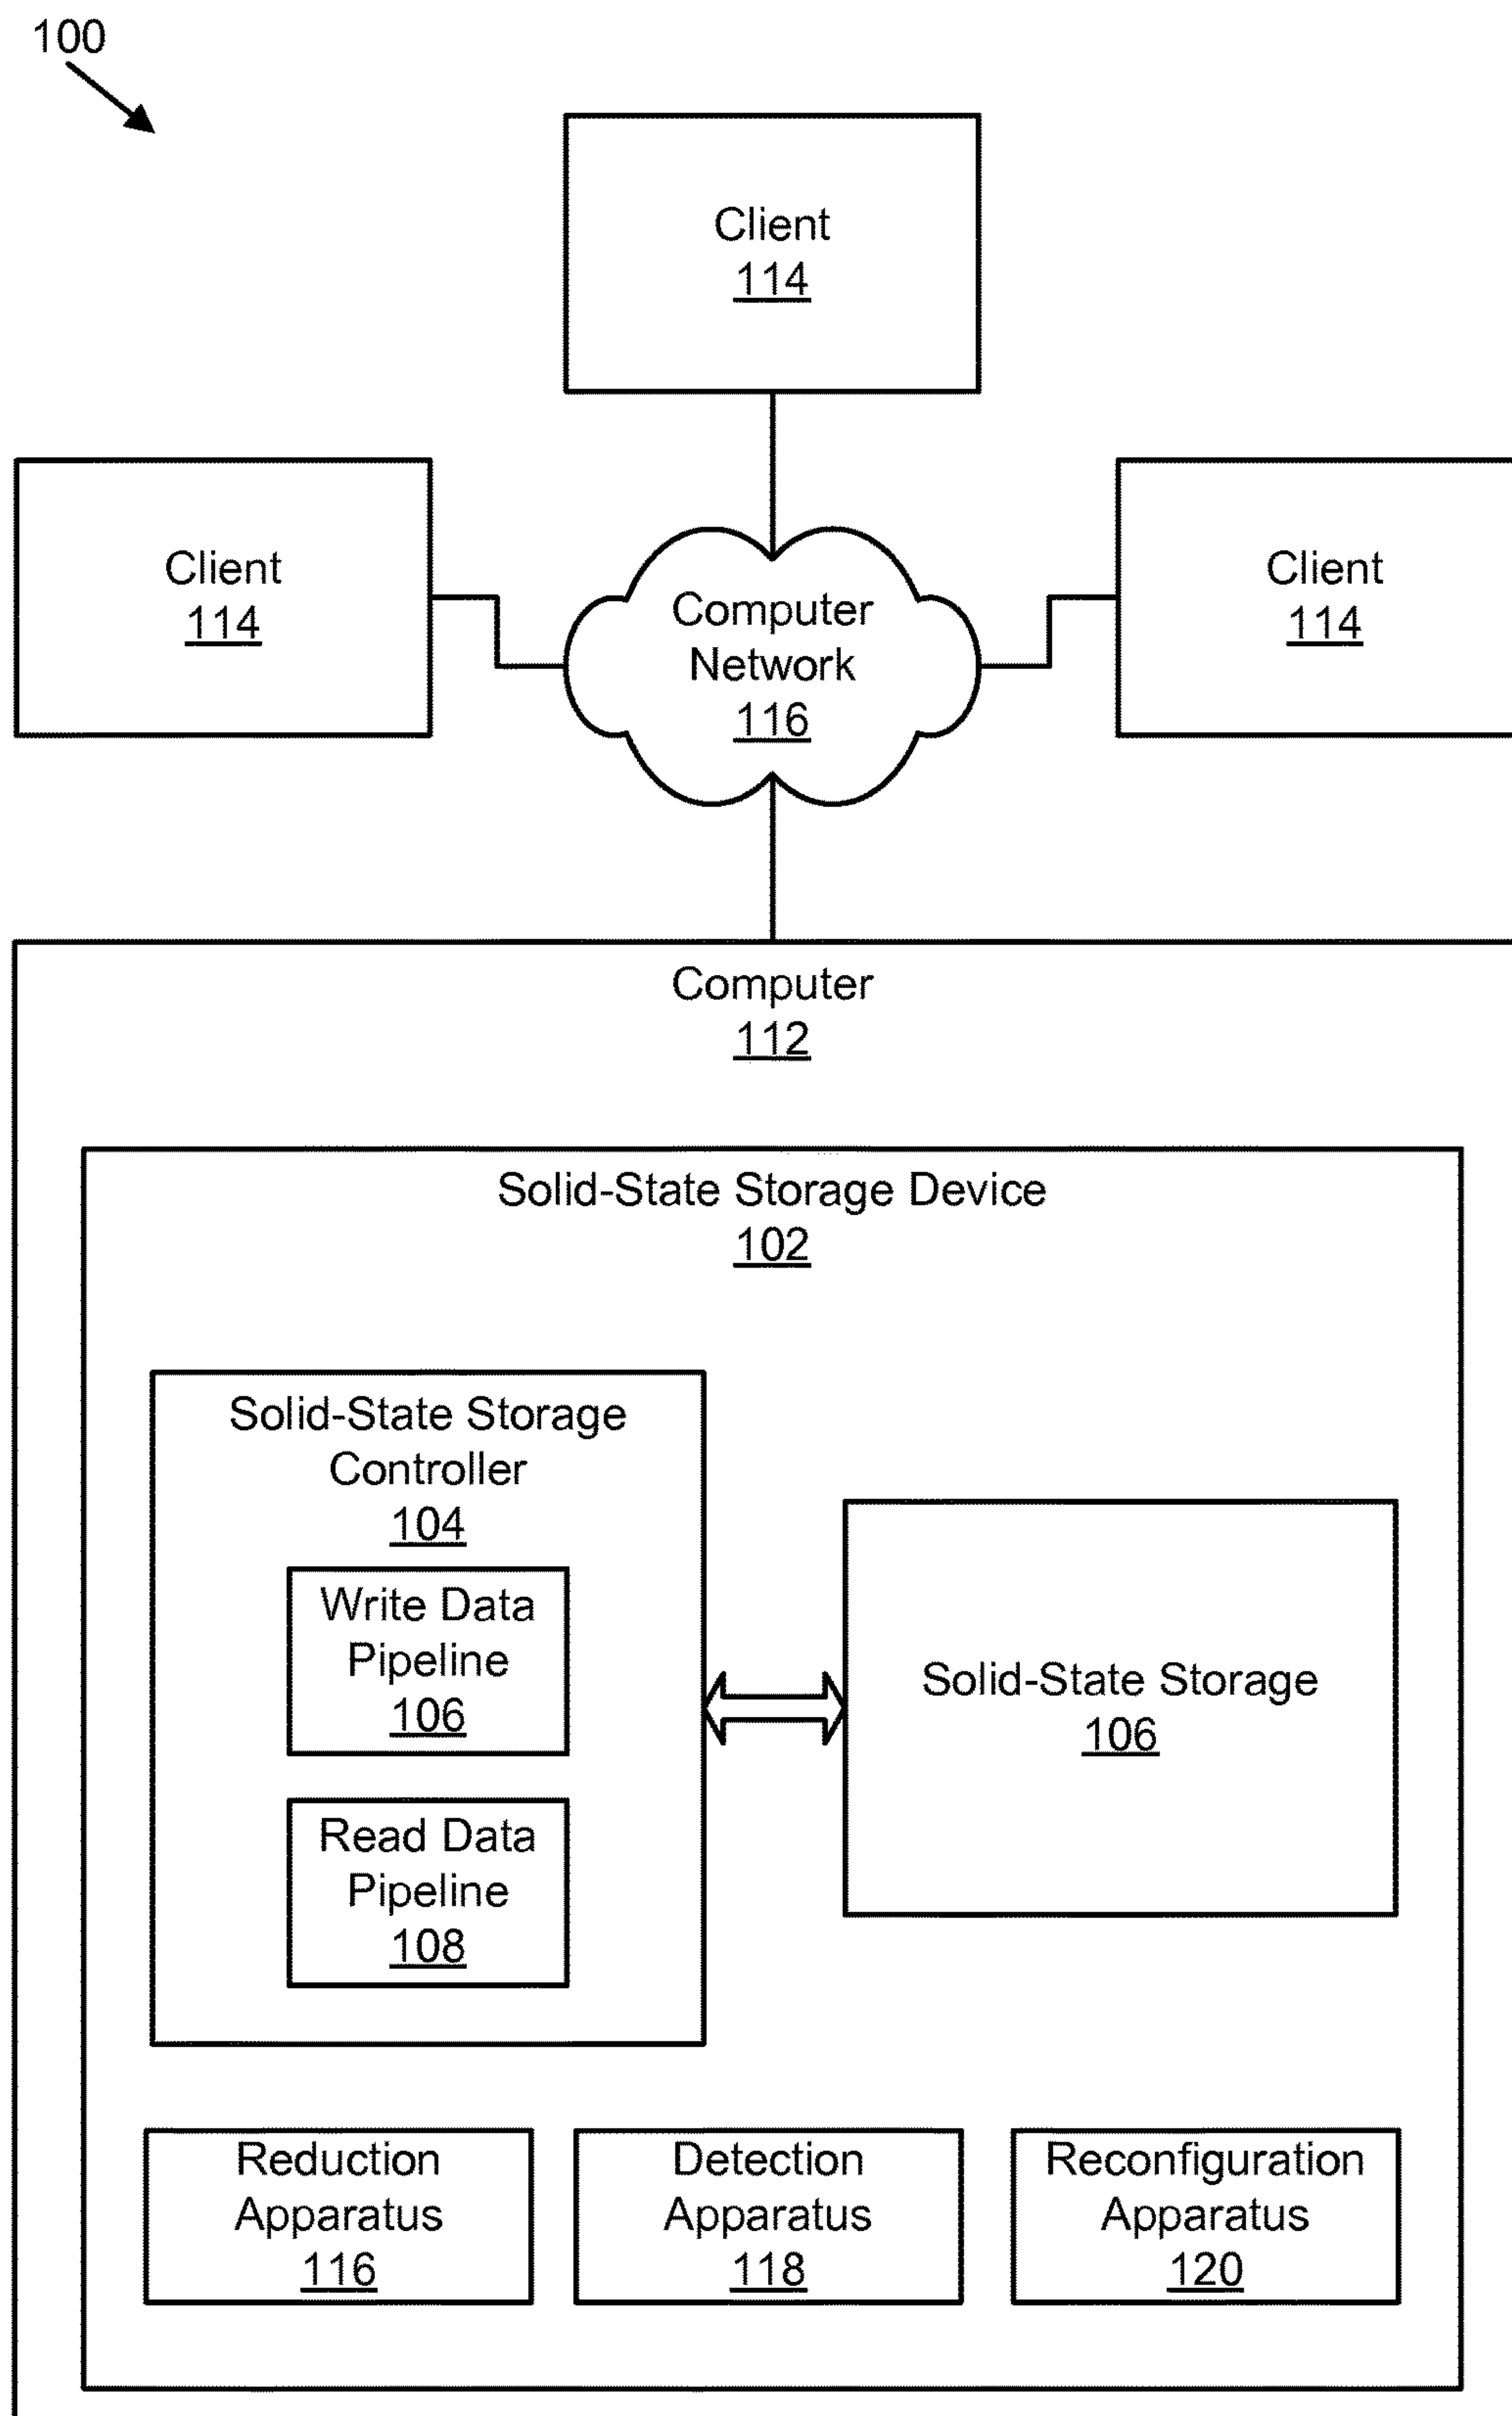 100
Client
114
Client
114
Client
114
Computer
Network
116
Computer
112
Solid-State Storage Device
102
Solid-State Storage
Controller
104
Write Data
Pipeline
106
Read Data
Pipeline
108
Solid-State Storage
106
Reduction
Apparatus
116
Detection
Apparatus
118
Reconfiguration
Apparatus
120